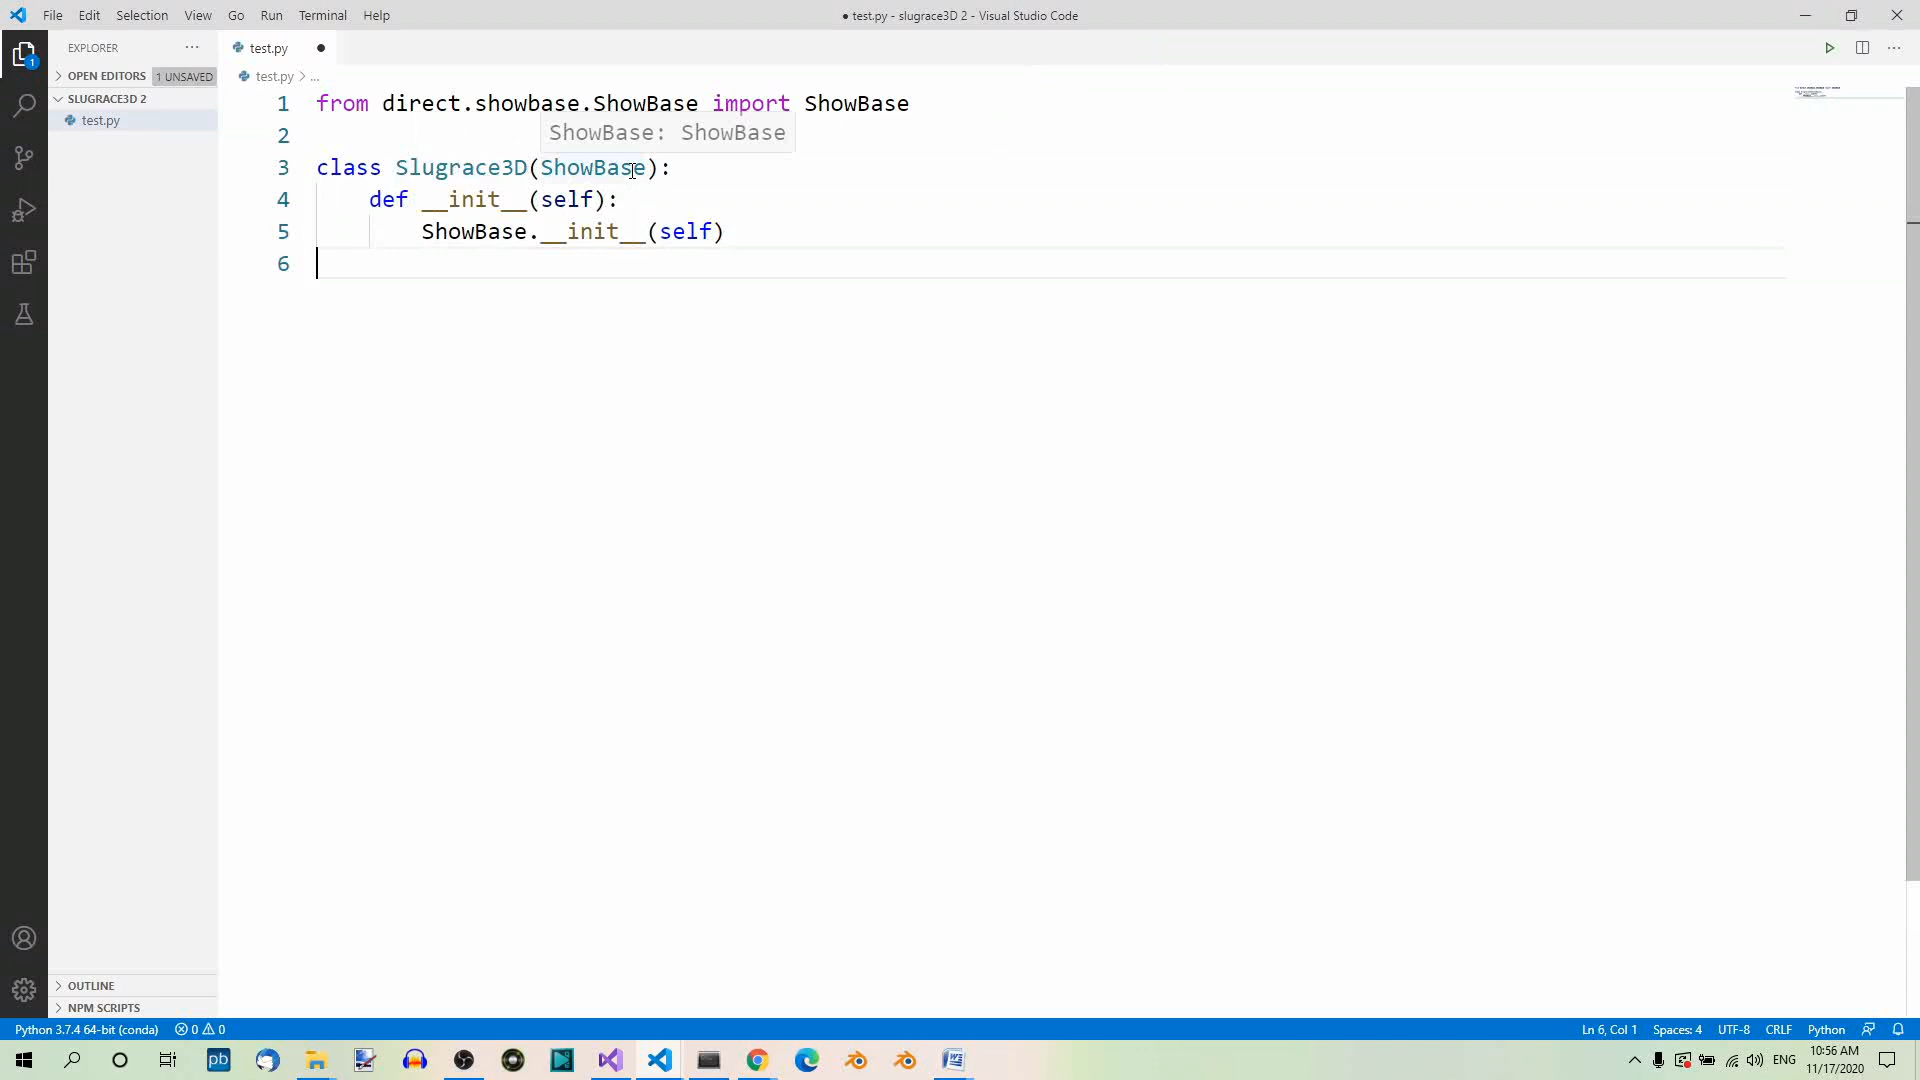 File Edit Selection View Go Run Terminal Help
● test.py - slugrace3D 2 - Visual Studio Code
EXPLORER
test.py
OPEN EDITORS 1 UNSAVED
test.py > ...
SLUGRACE3D 2
test.py
1 from direct.showbase.ShowBase import ShowBase
2
ShowBase: ShowBase
3 class Slugrace3D(ShowBase):
4 def __init__(self):
5 ShowBase.__init__(self)
6
OUTLINE
NPM SCRIPTS
Python 3.7.4 64-bit (conda) 0 0
Ln 6, Col 1 Spaces: 4 UTF-8 CRLF Python
1
pb
ENG
10:56 AM
11/17/2020